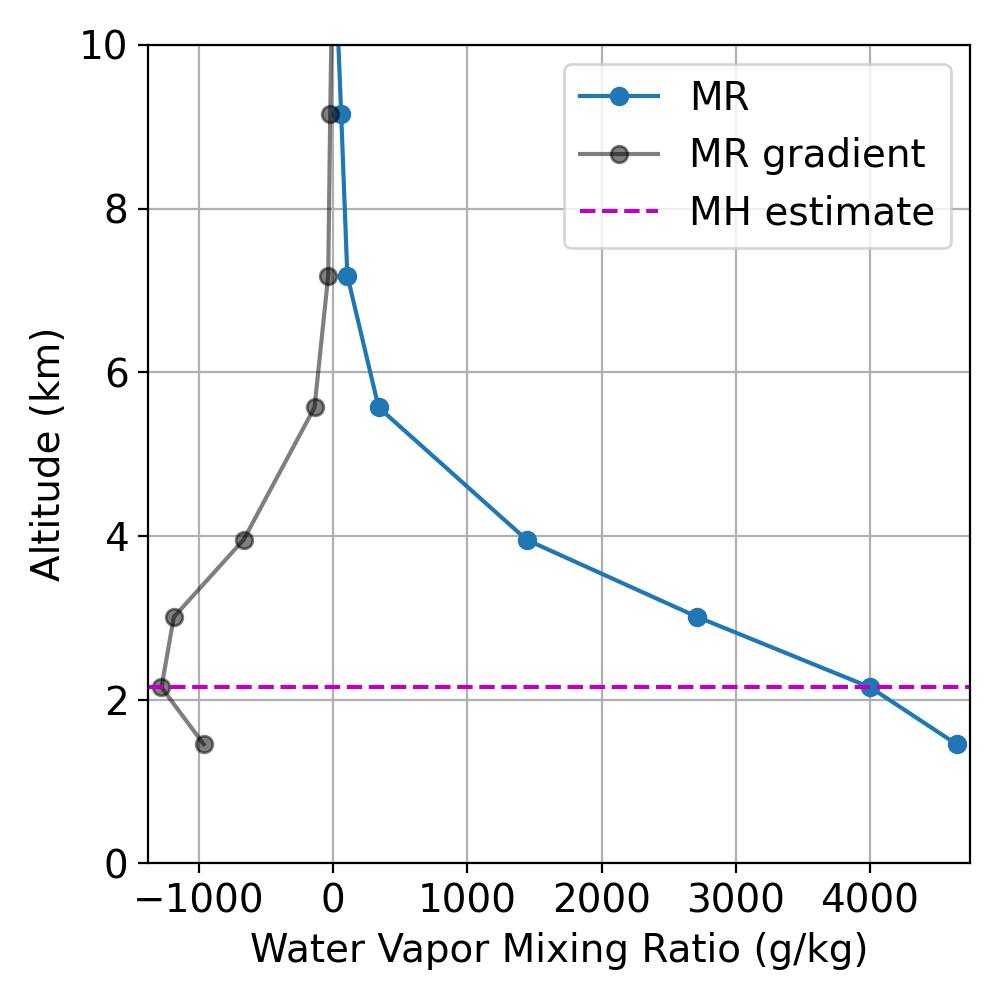 10
8
6
4
2
0
Altitude (km)
MR
MR gradient
MH estimate
−1000 0 1000 2000 3000 4000
Water Vapor Mixing Ratio (g/kg)